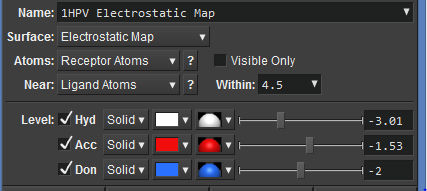 Name: 1HPV Electrostatic Map
Surface: Electrostatic Map
Atoms: Receptor Atoms ? Visible Only
Near: Ligand Atoms ? Within: 4.5
Level: Hyd Solid -3.01
Acc Solid -1.53
Don Solid -2